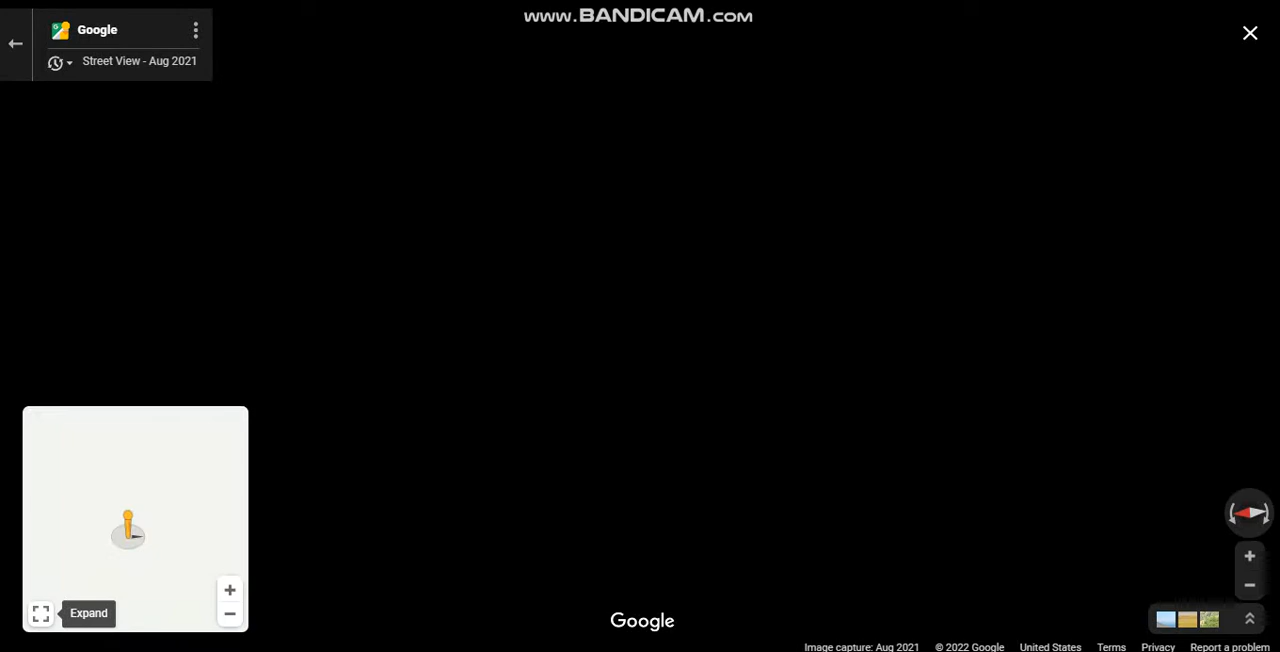 www.BANDICAM.com
Google
Street View - Aug 2021
Expand
Google
Image capture: Aug 2021 © 2022 Google United States Terms Privacy Report a problem